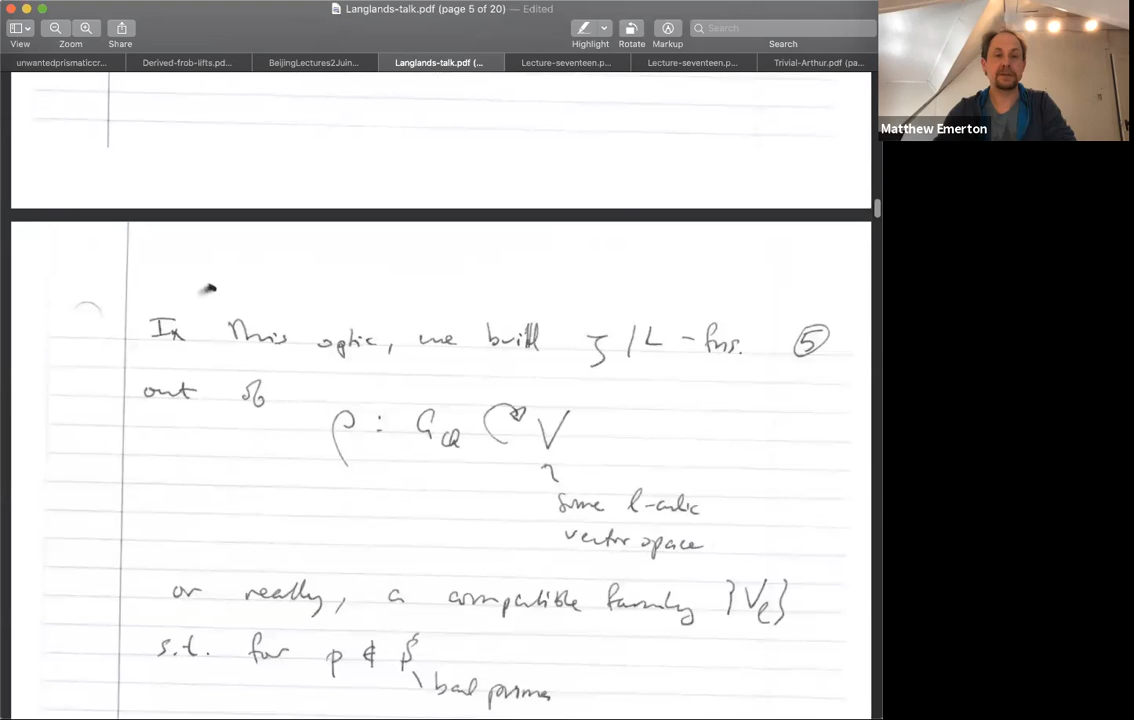 Langlands-talk.pdf (page 5 of 20) — Edited
View
Zoom
Share
Highlight
Rotate
Markup
Search
Search
unwantedprismaticcr...
Derived-frob-lifts.pd...
BeijingLectures2Juin...
Langlands-talk.pdf (...
Lecture-seventeen.p...
Lecture-seventeen.p...
Trivial-Arthur.pdf (pa...
Matthew Emerton
In this optic, we build ζ/L-fns. ⑤
out of
ρ : G_Q ↷ V
some l-adic
vector space
or really, a compatible family {V_l}
s.t. for p ∉ S
bad primes